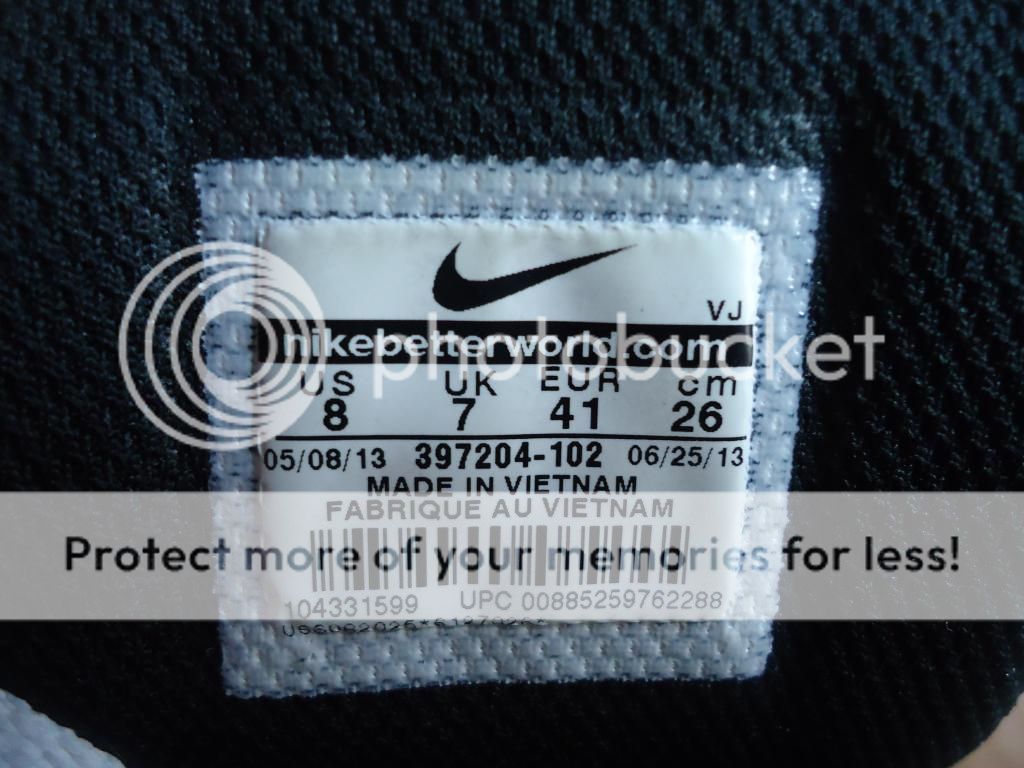 VJ
nikebetterworld.com
photobucket
US UK EUR cm
8 7 41 26
05/08/13 397204-102 06/25/13
MADE IN VIETNAM
FABRIQUE AU VIETNAM
Protect more of your memories for less!
104331599 UPC 00885259762288